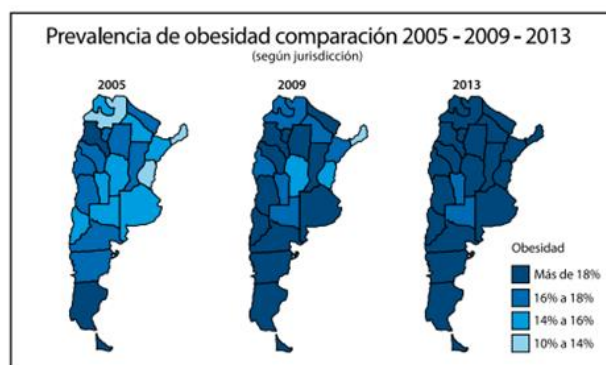 Prevalencia de obesidad comparación 2005 - 2009 - 2013
(según jurisdicción)
2005
2009
2013
Obesidad
Más de 18%
16% a 18%
14% a 16%
10% a 14%